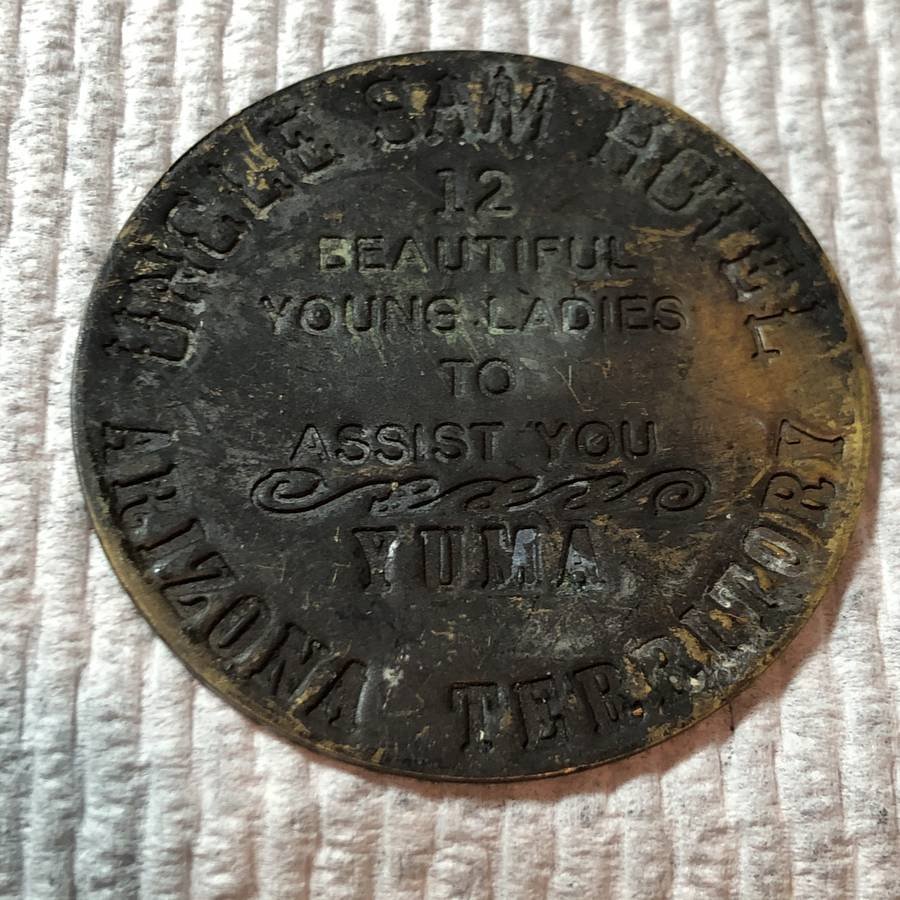 UNCLE SAM HOTEL
12
BEAUTIFUL
YOUNG LADIES
TO
ASSIST YOU
YUMA
ARIZONA TERRITORY